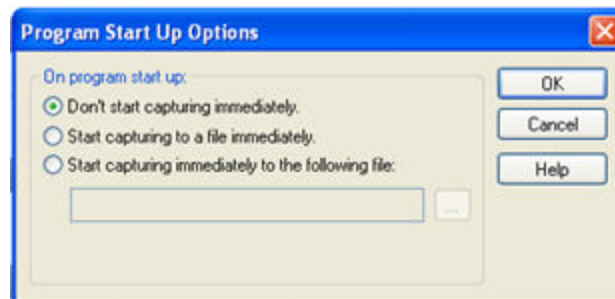 Program Start Up Options
On program start up:
Don't start capturing immediately.
Start capturing to a file immediately.
Start capturing immediately to the following file:
...
OK
Cancel
Help